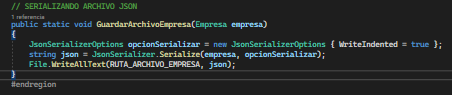 // SERIALIZANDO ARCHIVO JSON
1 referencia
public static void GuardarArchivoEmpresa(Empresa empresa)
{
JsonSerializerOptions opcionSerializar = new JsonSerializerOptions { WriteIndented = true };
string json = JsonSerializer.Serialize(empresa, opcionSerializar);
File.WriteAllText(RUTA_ARCHIVO_EMPRESA, json);
}
#endregion